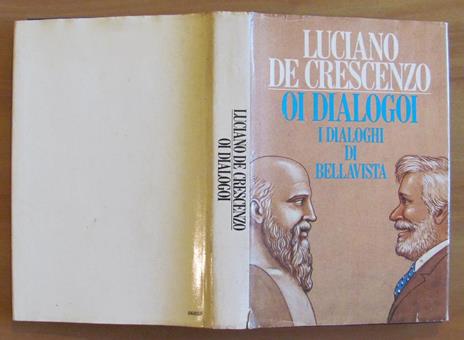 LUCIANO DE CRESCENZO
OI DIALOGOI
LUCIANO
DE CRESCENZO
OI DIALOGOI
I DIALOGHI
DI
BELLAVISTA